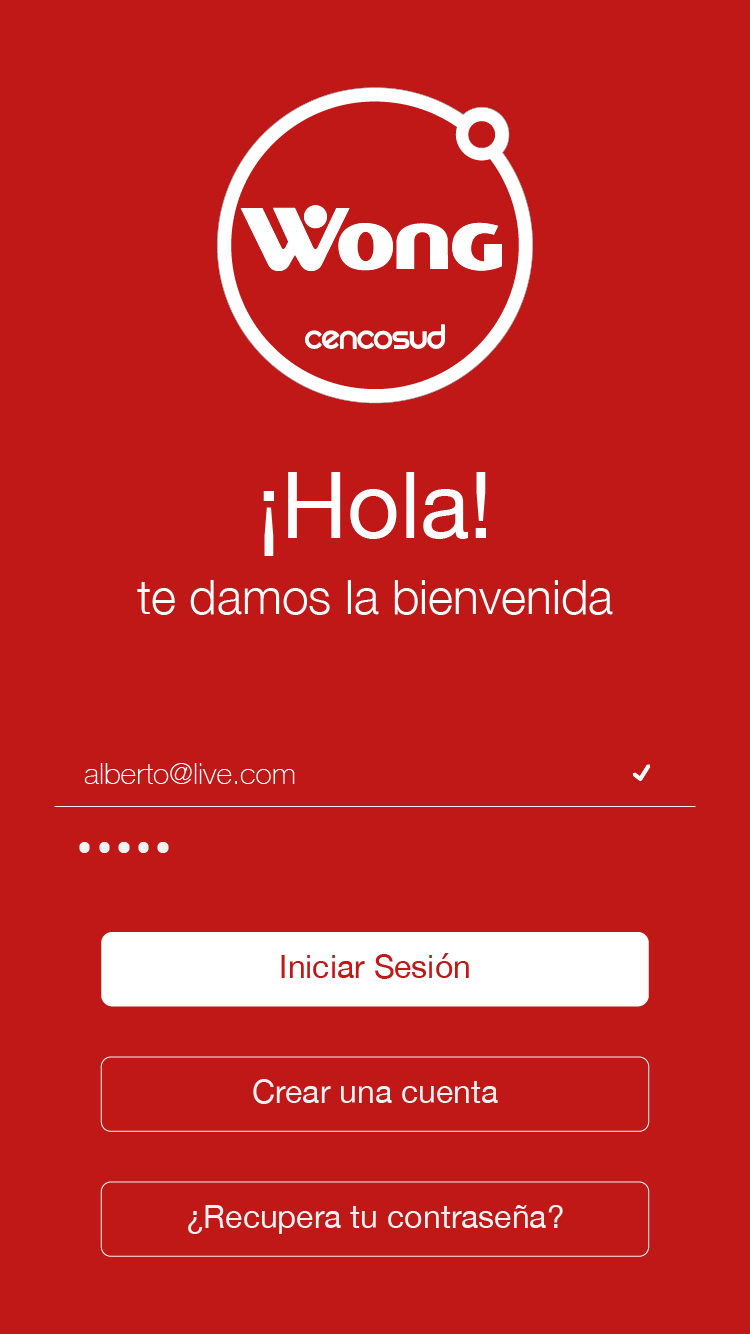 Wong
cencosud
¡Hola!
te damos la bienvenida
alberto@live.com
•••••
Iniciar Sesión
Crear una cuenta
¿Recupera tu contraseña?